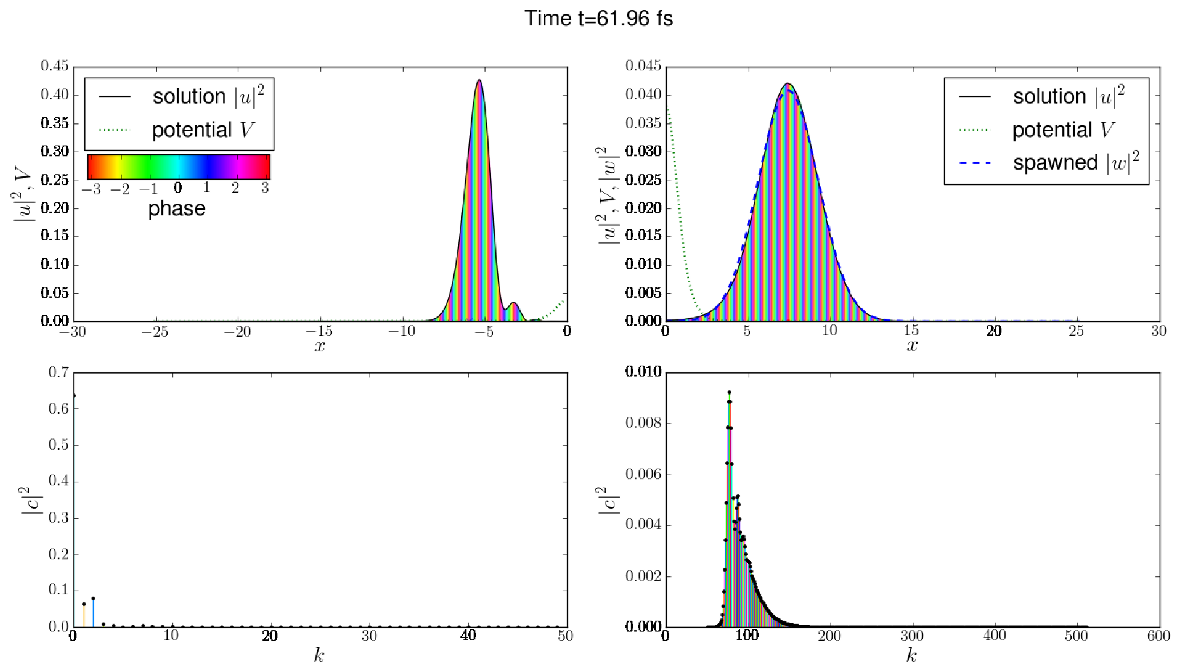 Time t=61.96 fs
0.45
0.40
0.35
0.30
0.25
0.20
0.15
0.10
0.05
0.00
|u|², V
solution |u|²
potential V
−3 −2 −1 0 1 2 3
phase
−30 −25 −20 −15 −10 −5 0
x
0.045
0.040
0.035
0.030
0.025
0.020
0.015
0.010
0.005
0.000
|u|², V, |w|²
solution |u|²
potential V
spawned |w|²
0 5 10 15 20 25 30
x
0.7
0.6
0.5
0.4
0.3
0.2
0.1
0.0
|c|²
0 10 20 30 40 50
k
0.010
0.008
0.006
0.004
0.002
0.000
|c|²
0 100 200 300 400 500 600
k